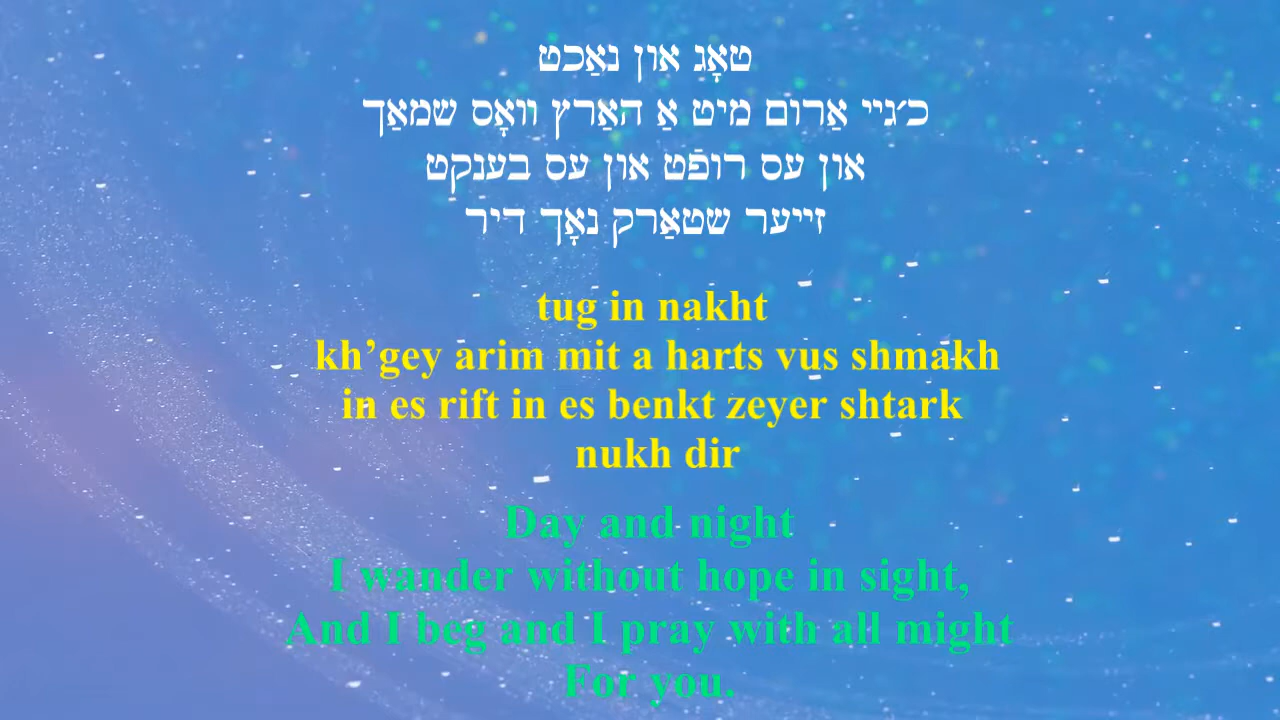 טאָג און נאַכט
כ׳גיי אַרום מיט אַ האַרץ וואָס שמאַך
און עס רופֿט און עס בענקט
זייער שטאַרק נאָך דיר
tug in nakht
kh’gey arim mit a harts vus shmakh
in es rift in es benkt zeyer shtark
nukh dir
Day and night
I wander without hope in sight,
And I beg and I pray with all might
For you.